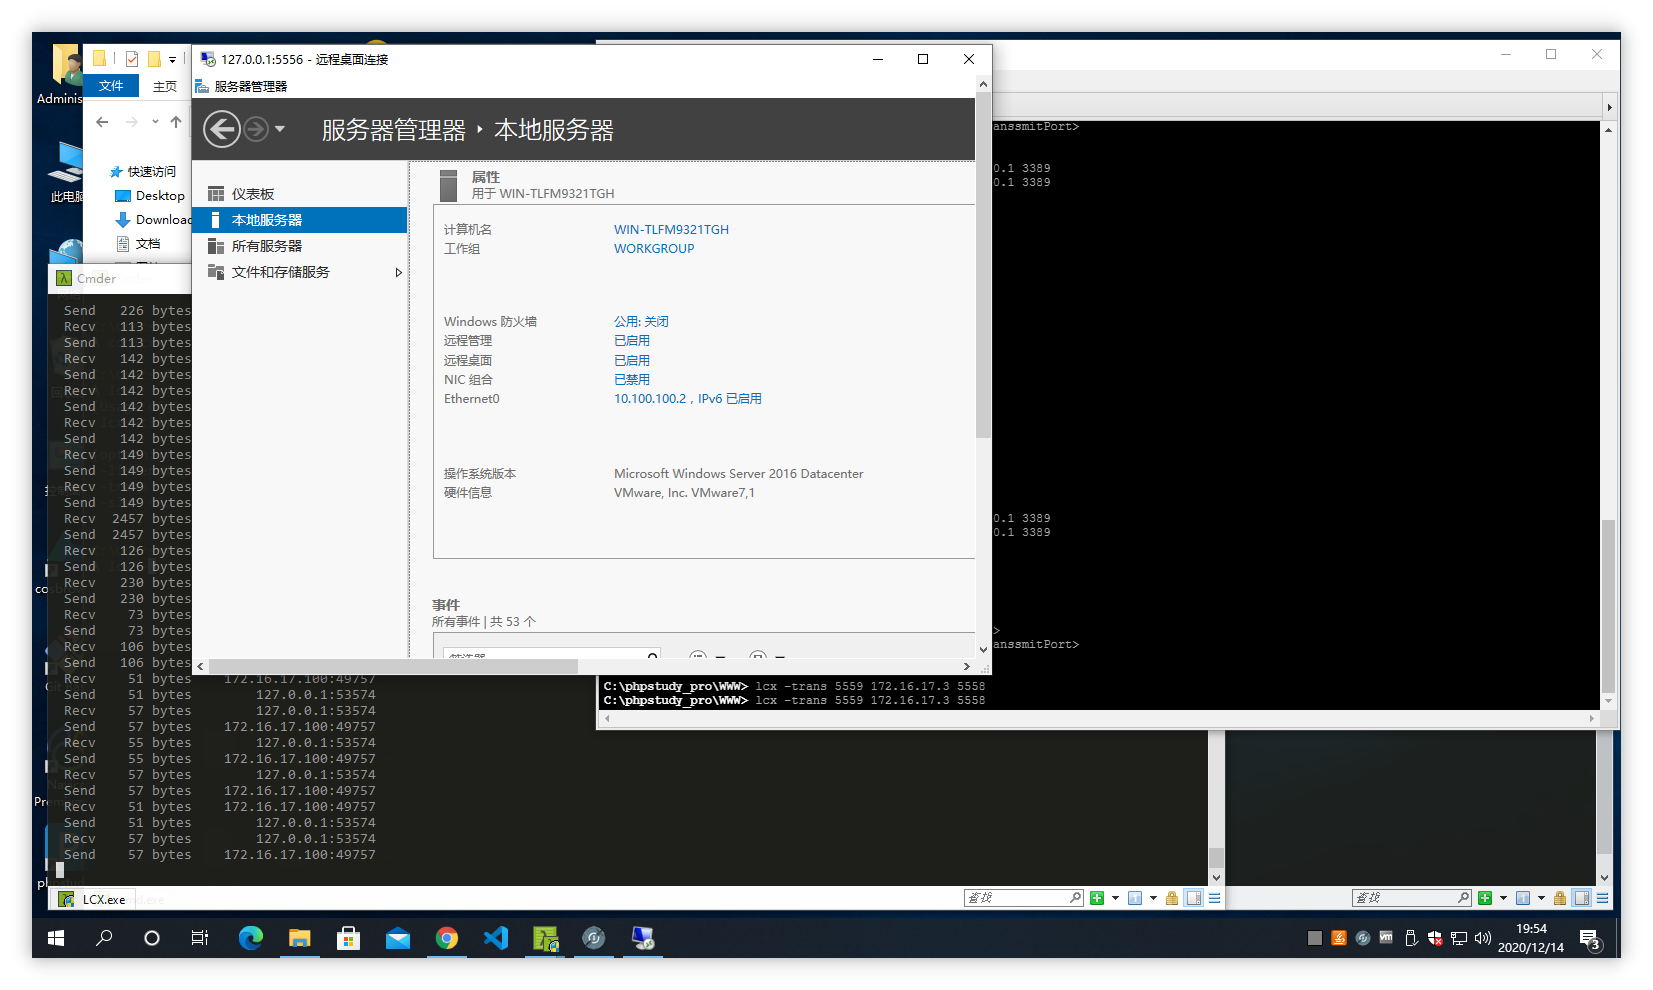 127.0.0.1:5556 - 远程桌面连接
服务器管理器
服务器管理器 ‣ 本地服务器
仪表板
本地服务器
所有服务器
文件和存储服务
属性
用于 WIN-TLFM9321TGH
计算机名 WIN-TLFM9321TGH
工作组 WORKGROUP
Windows 防火墙 公用: 关闭
远程管理 已启用
远程桌面 已启用
NIC 组合 已禁用
Ethernet0 10.100.100.2，IPv6 已启用
操作系统版本 Microsoft Windows Server 2016 Datacenter
硬件信息 VMware, Inc. VMware7,1
事件
所有事件 | 共 53 个
文件 主页
快速访问
Desktop
Downloa
文档
Adminis
此电脑
anssmitPort>
0.1 3389
0.1 3389
0.1 3389
0.1 3389
>
anssmitPort>
C:\phpstudy_pro\WWW> lcx -trans 5559 172.16.17.3 5558
C:\phpstudy_pro\WWW> lcx -trans 5559 172.16.17.3 5558
Cmder
Send 226 bytes
Recv 113 bytes
Send 113 bytes
Recv 142 bytes
Send 142 bytes
Recv 142 bytes
Send 142 bytes
Recv 142 bytes
Send 142 bytes
Recv 149 bytes
Send 149 bytes
Recv 149 bytes
Send 149 bytes
Recv 2457 bytes
Send 2457 bytes
Recv 126 bytes
Send 126 bytes
Recv 230 bytes
Send 230 bytes
Recv 73 bytes
Send 73 bytes
Recv 106 bytes
Send 106 bytes
Recv 51 bytes 172.16.17.100:49757
Send 51 bytes 127.0.0.1:53574
Recv 57 bytes 127.0.0.1:53574
Send 57 bytes 172.16.17.100:49757
Recv 55 bytes 127.0.0.1:53574
Send 55 bytes 172.16.17.100:49757
Recv 57 bytes 127.0.0.1:53574
Send 57 bytes 172.16.17.100:49757
Recv 51 bytes 172.16.17.100:49757
Send 51 bytes 127.0.0.1:53574
Recv 57 bytes 127.0.0.1:53574
Send 57 bytes 172.16.17.100:49757
LCX.exe
查找
查找
19:54
2020/12/14
3